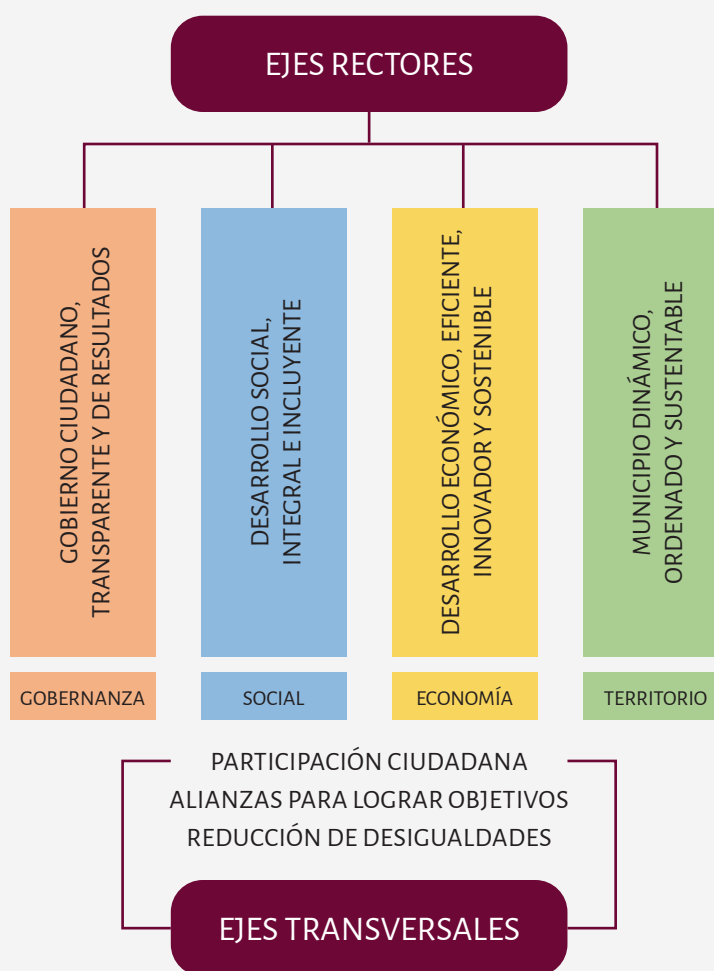 EJES RECTORES
GOBIERNO CIUDADANO,
TRANSPARENTE Y DE RESULTADOS
DESARROLLO SOCIAL,
INTEGRAL E INCLUYENTE
DESARROLLO ECONÓMICO, EFICIENTE,
INNOVADOR Y SOSTENIBLE
MUNICIPIO DINÁMICO,
ORDENADO Y SUSTENTABLE
GOBERNANZA
SOCIAL
ECONOMÍA
TERRITORIO
PARTICIPACIÓN CIUDADANA
ALIANZAS PARA LOGRAR OBJETIVOS
REDUCCIÓN DE DESIGUALDADES
EJES TRANSVERSALES